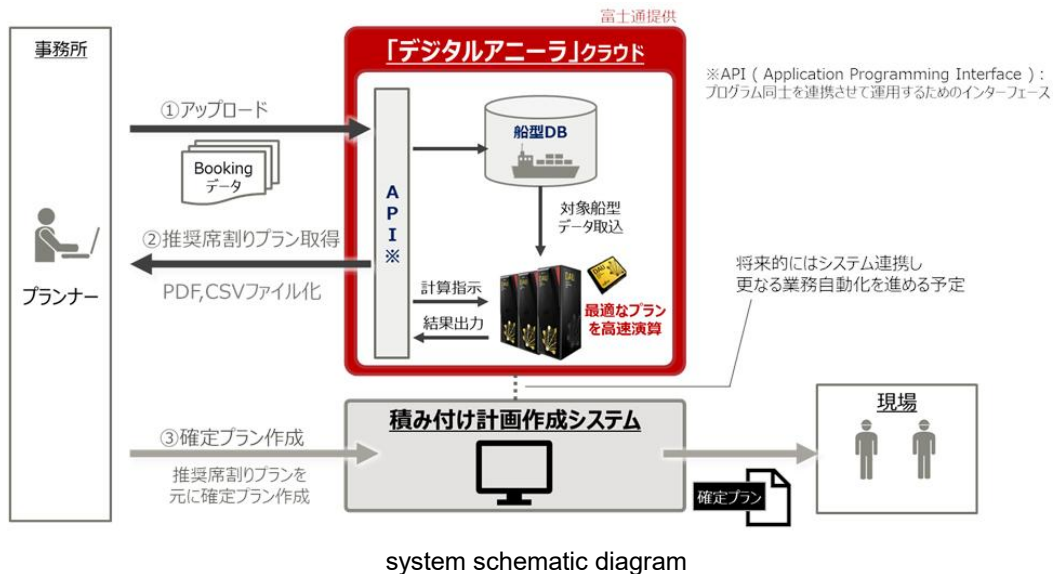 富士通提供
事務所
「デジタルアニーラ」クラウド
※API ( Application Programming Interface ) :
プログラム同士を連携させて運用するためのインターフェース
①アップロード
船型DB
Booking
データ
API※
対象船型
データ取込
②推奨席割りプラン取得
プランナー
PDF,CSVファイル化
計算指示
結果出力
DAU
最適なプラン
を高速演算
将来的にはシステム連携し
更なる業務自動化を進める予定
積み付け計画作成システム
現場
③確定プラン作成
推奨席割りプランを
元に確定プラン作成
確定プラン
system schematic diagram